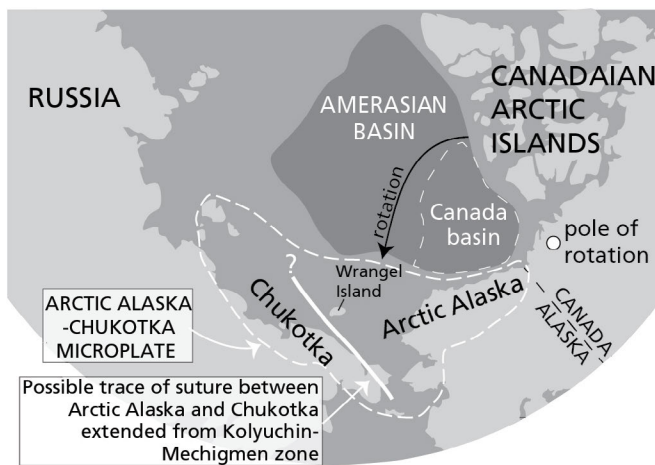 RUSSIA
AMERASIAN
BASIN
CANADAIAN
ARCTIC
ISLANDS
rotation
Canada
basin
pole of
rotation
?
Wrangel
Island
Chukotka
Arctic Alaska
CANADA
ALASKA
ARCTIC ALASKA
-CHUKOTKA
MICROPLATE
Possible trace of suture between
Arctic Alaska and Chukotka
extended from Kolyuchin-
Mechigmen zone